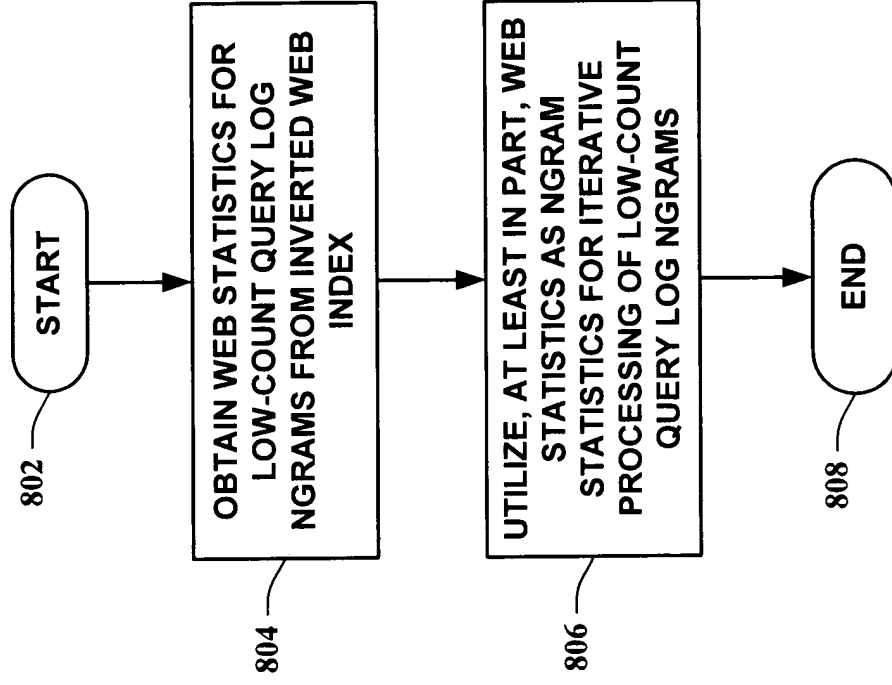 START
802
OBTAIN WEB STATISTICS FOR
LOW-COUNT QUERY LOG
NGRAMS FROM INVERTED WEB
INDEX
804
UTILIZE, AT LEAST IN PART, WEB
STATISTICS AS NGRAM
STATISTICS FOR ITERATIVE
PROCESSING OF LOW-COUNT
QUERY LOG NGRAMS
806
END
808